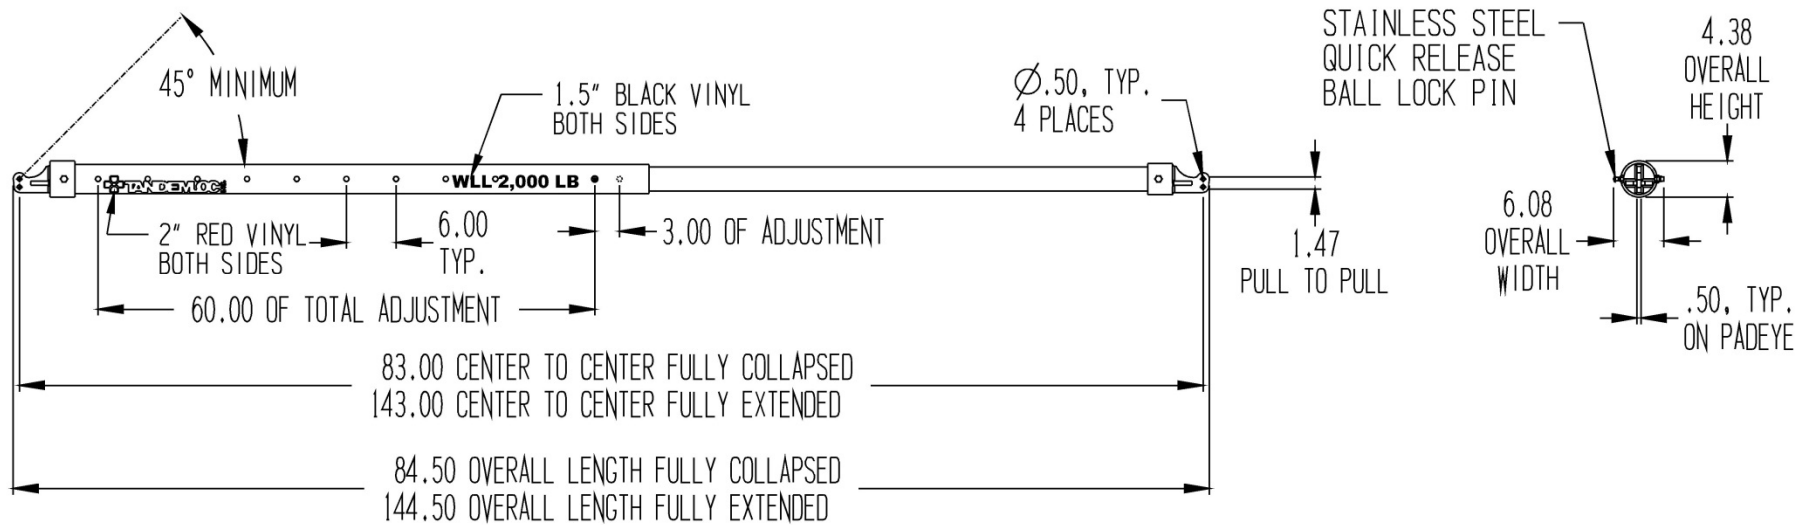 45° MINIMUM
1.5" BLACK VINYL
BOTH SIDES
Ø.50, TYP.
4 PLACES
STAINLESS STEEL
QUICK RELEASE
BALL LOCK PIN
4.38
OVERALL
HEIGHT
TANDEMLOC
WLL 2,000 LB
2" RED VINYL
BOTH SIDES
6.00
TYP.
3.00 OF ADJUSTMENT
1.47
PULL TO PULL
6.08
OVERALL
WIDTH
.50, TYP.
ON PADEYE
60.00 OF TOTAL ADJUSTMENT
83.00 CENTER TO CENTER FULLY COLLAPSED
143.00 CENTER TO CENTER FULLY EXTENDED
84.50 OVERALL LENGTH FULLY COLLAPSED
144.50 OVERALL LENGTH FULLY EXTENDED